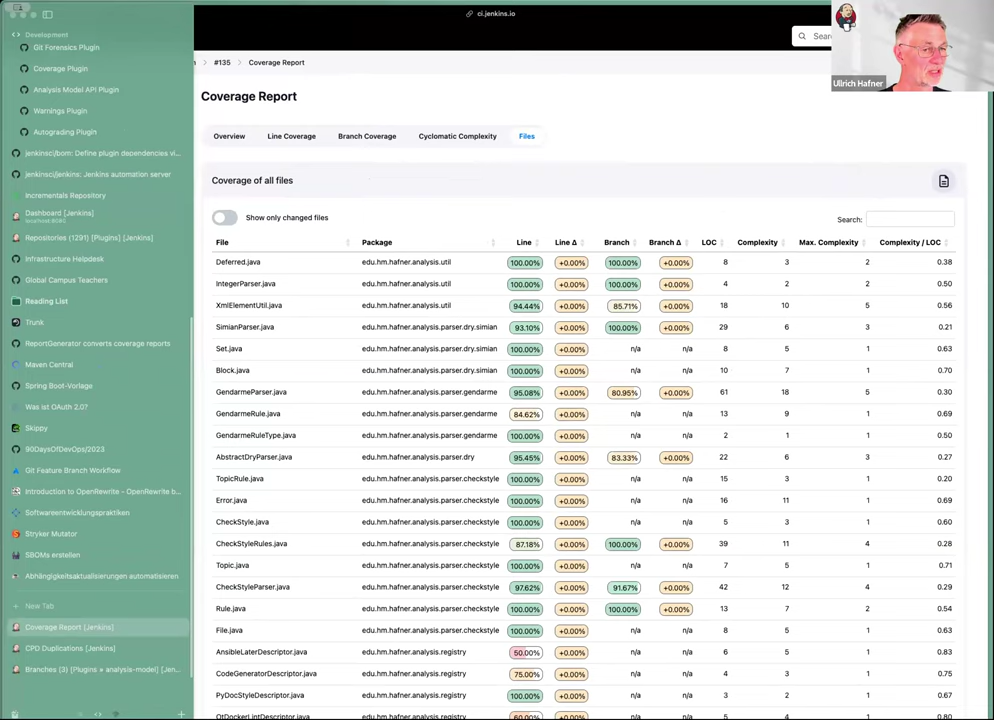 ci.jenkins.io
Development
Git Forensics Plugin
Coverage Plugin
Analysis Model API Plugin
Warnings Plugin
Autograding Plugin
jenkinsci/bom: Define plugin dependencies vi...
jenkinsci/jenkins: Jenkins automation server
Incrementals Repository
Dashboard [Jenkins]
Repositories (1291) [Plugins] [Jenkins]
Infrastructure Helpdesk
Global Campus Teachers
Reading List
Trunk
ReportGenerator converts coverage reports
Maven Central
Spring Boot-Vorlage
Was ist OAuth 2.0?
Skippy
90DaysOfDevOps/2023
Git Feature Branch Workflow
Introduction to OpenRewrite - OpenRewrite b...
Softwareentwicklungspraktiken
Stryker Mutator
SBOMs erstellen
Abhängigkeitsaktualisierungen automatisieren
+ New Tab
Coverage Report [Jenkins]
CPD Duplications [Jenkins]
Branches (3) [Plugins » analysis-model] [Jen...
Ullrich Hafner
#135 > Coverage Report
Coverage Report
Overview Line Coverage Branch Coverage Cyclomatic Complexity Files
Coverage of all files
Show only changed files
Search:
File Package Line Line Δ Branch Branch Δ LOC Complexity Max. Complexity Complexity / LOC
Deferred.java edu.hm.hafner.analysis.util 100.00% +0.00% 100.00% +0.00% 8 3 2 0.38
IntegerParser.java edu.hm.hafner.analysis.util 100.00% +0.00% 100.00% +0.00% 4 2 2 0.50
XmlElementUtil.java edu.hm.hafner.analysis.util 94.44% +0.00% 85.71% +0.00% 18 10 5 0.56
SimianParser.java edu.hm.hafner.analysis.parser.dry.simian 93.10% +0.00% 100.00% +0.00% 29 6 3 0.21
Set.java edu.hm.hafner.analysis.parser.dry.simian 100.00% +0.00% n/a n/a 8 5 1 0.63
Block.java edu.hm.hafner.analysis.parser.dry.simian 100.00% +0.00% n/a n/a 10 7 1 0.70
GendarmeParser.java edu.hm.hafner.analysis.parser.gendarme 95.08% +0.00% 80.95% +0.00% 61 18 5 0.30
GendarmeRule.java edu.hm.hafner.analysis.parser.gendarme 84.62% +0.00% n/a n/a 13 9 1 0.69
GendarmeRuleType.java edu.hm.hafner.analysis.parser.gendarme 100.00% +0.00% n/a n/a 2 1 1 0.50
AbstractDryParser.java edu.hm.hafner.analysis.parser.dry 95.45% +0.00% 83.33% +0.00% 22 6 3 0.27
TopicRule.java edu.hm.hafner.analysis.parser.checkstyle 100.00% +0.00% n/a n/a 15 3 1 0.20
Error.java edu.hm.hafner.analysis.parser.checkstyle 100.00% +0.00% n/a n/a 16 11 1 0.69
CheckStyle.java edu.hm.hafner.analysis.parser.checkstyle 100.00% +0.00% n/a n/a 5 3 1 0.60
CheckStyleRules.java edu.hm.hafner.analysis.parser.checkstyle 87.18% +0.00% 100.00% +0.00% 39 11 4 0.28
Topic.java edu.hm.hafner.analysis.parser.checkstyle 100.00% +0.00% n/a n/a 7 5 1 0.71
CheckStyleParser.java edu.hm.hafner.analysis.parser.checkstyle 97.62% +0.00% 91.67% +0.00% 42 12 4 0.29
Rule.java edu.hm.hafner.analysis.parser.checkstyle 100.00% +0.00% 100.00% +0.00% 13 7 2 0.54
File.java edu.hm.hafner.analysis.parser.checkstyle 100.00% +0.00% n/a n/a 8 5 1 0.63
AnsibleLaterDescriptor.java edu.hm.hafner.analysis.registry 50.00% +0.00% n/a n/a 6 5 1 0.83
CodeGeneratorDescriptor.java edu.hm.hafner.analysis.registry 75.00% +0.00% n/a n/a 4 3 1 0.75
PyDocStyleDescriptor.java edu.hm.hafner.analysis.registry 100.00% +0.00% n/a n/a 3 2 1 0.67
OtDockerLintDescriptor.java edu.hm.hafner.analysis.registry 60.00% +0.00% n/a n/a 5 4 1 0.80